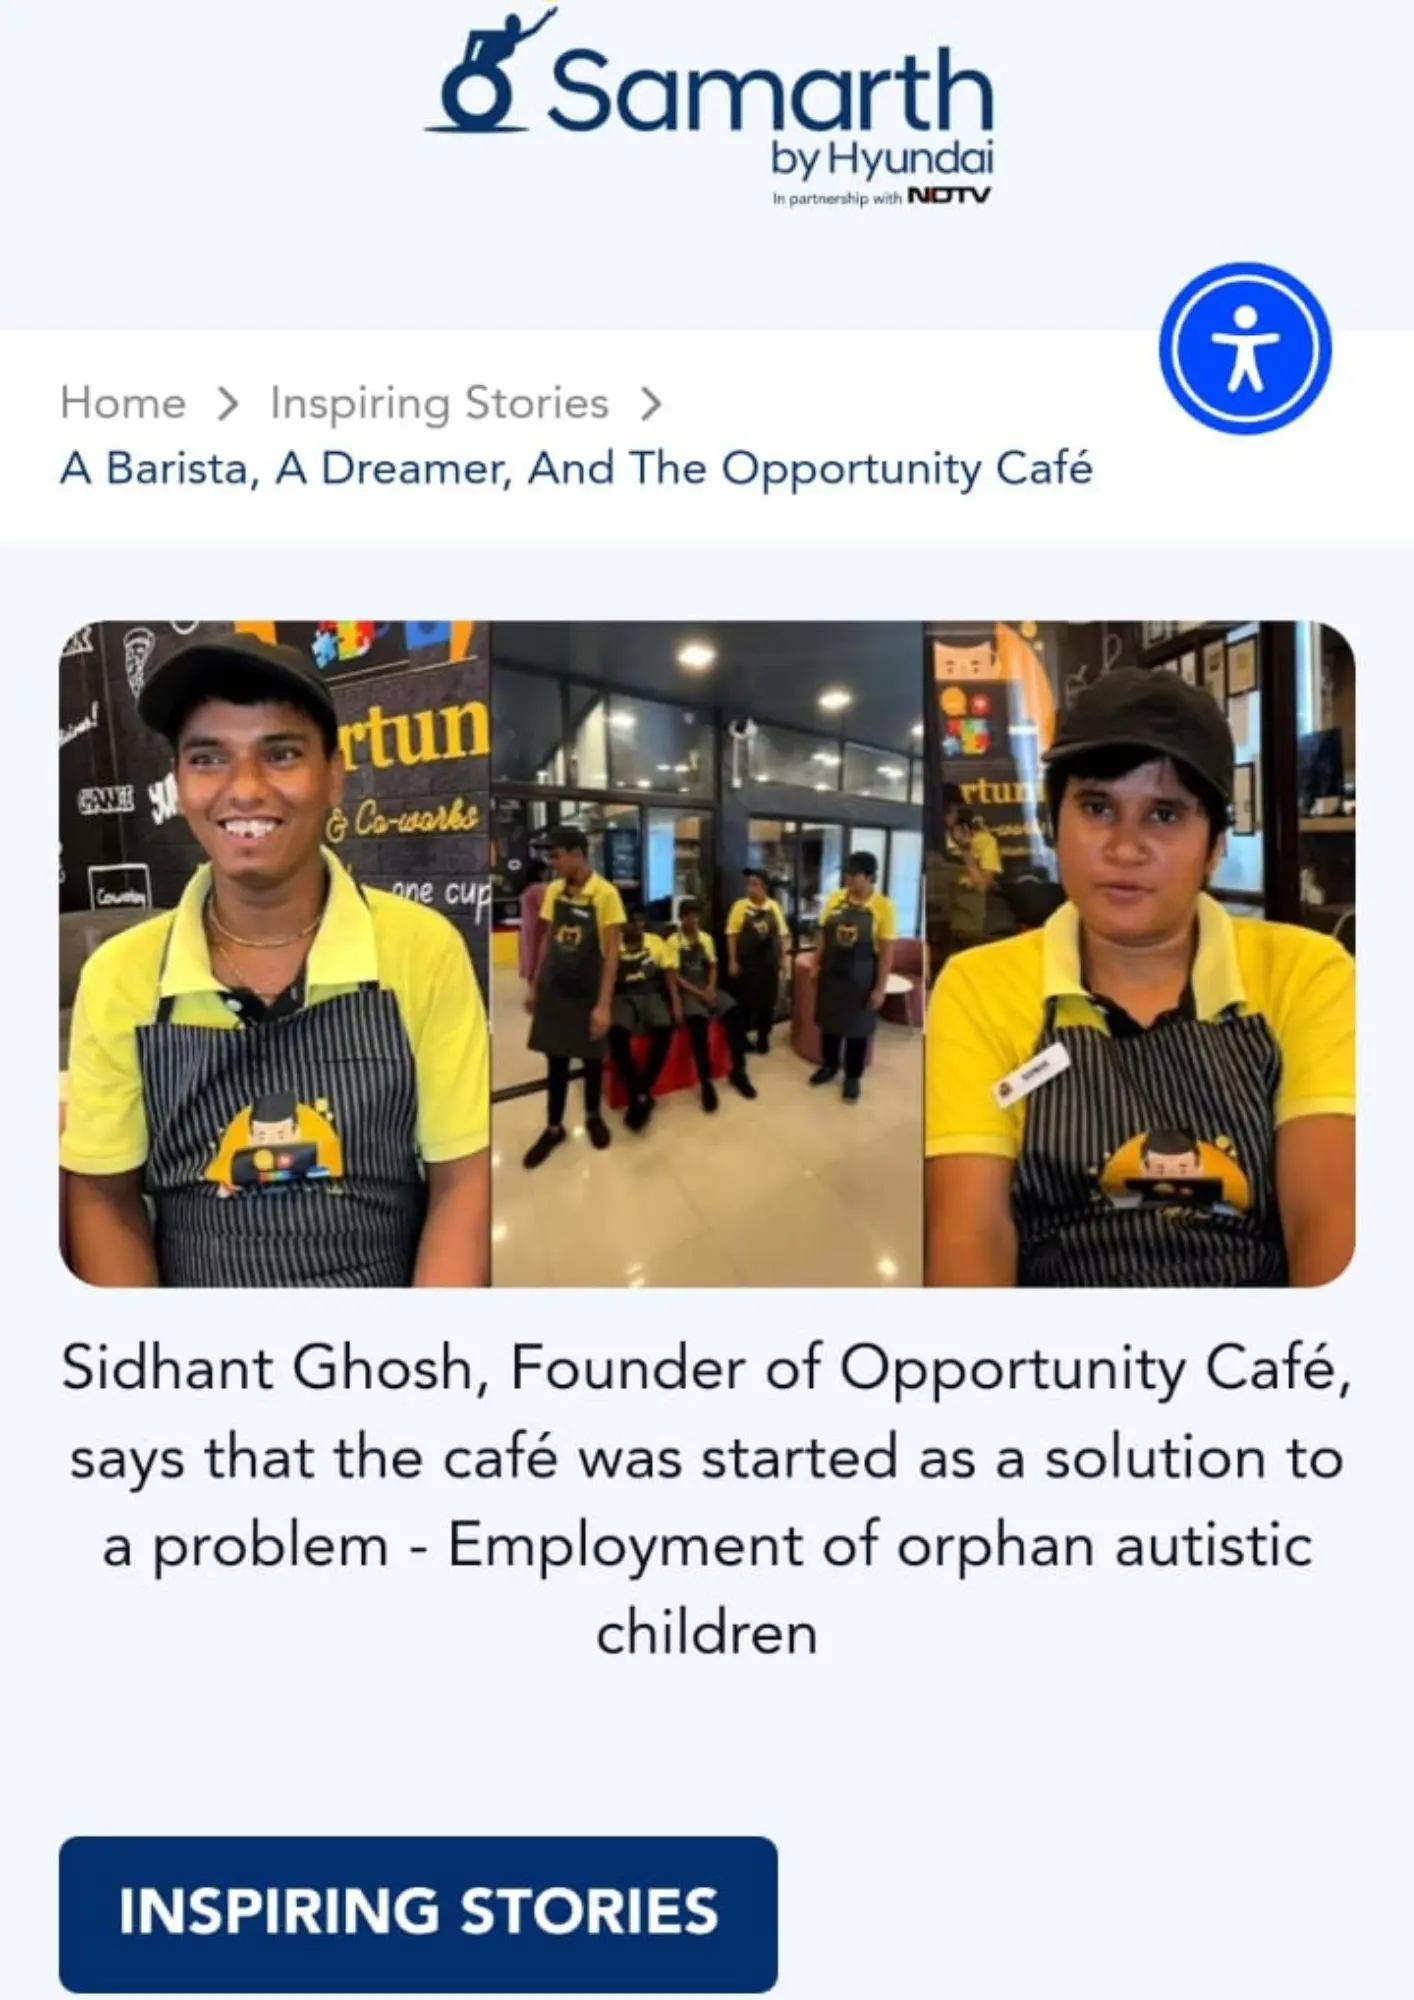 Samarth
by Hyundai
In partnership with NDTV
Home > Inspiring Stories >
A Barista, A Dreamer, And The Opportunity Café
rtun
& Co-works
one cup
rtun
Sidhant Ghosh, Founder of Opportunity Café,
says that the café was started as a solution to
a problem - Employment of orphan autistic
children
INSPIRING STORIES